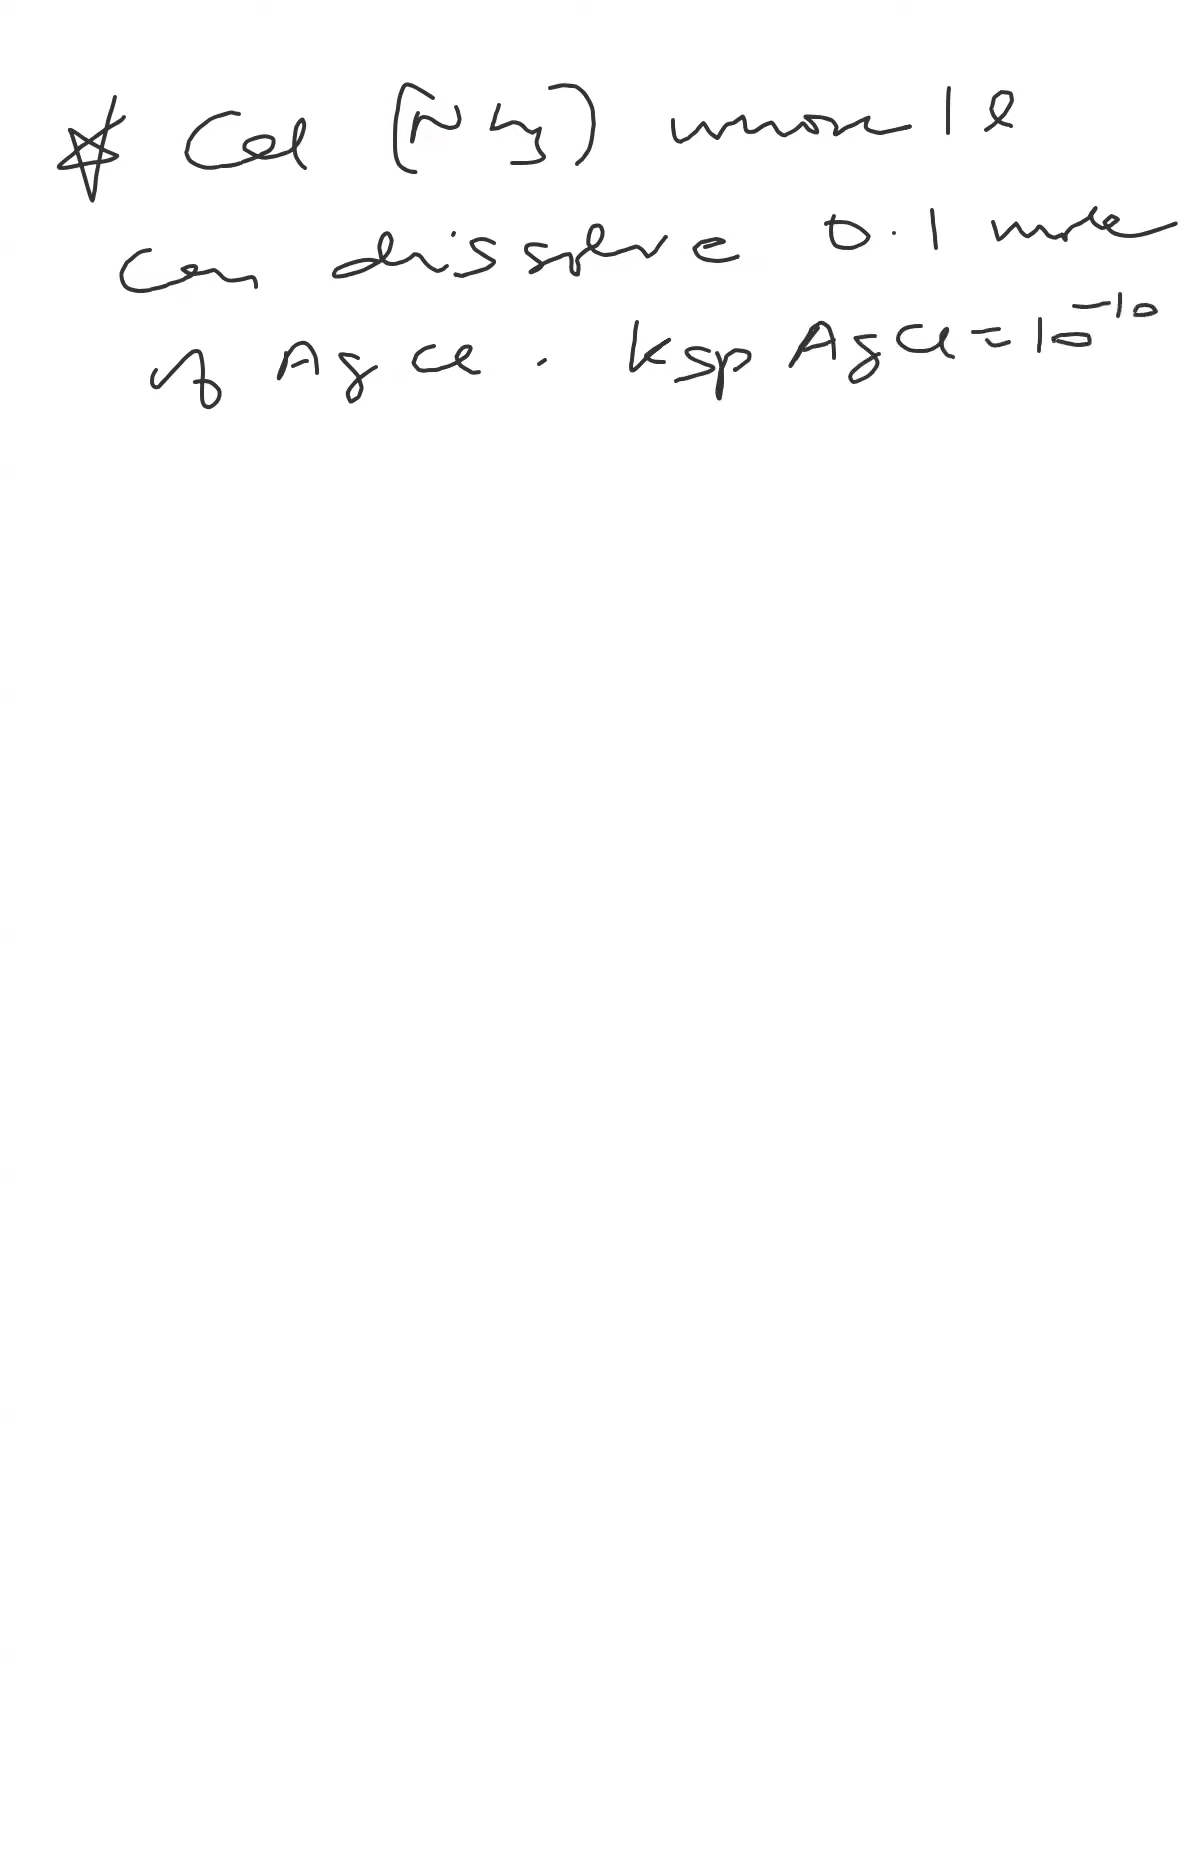 ☆ Cal [NH3] whose 1 l
can dissolve 0.1 mole
of AgCl. Ksp AgCl = 10^-10